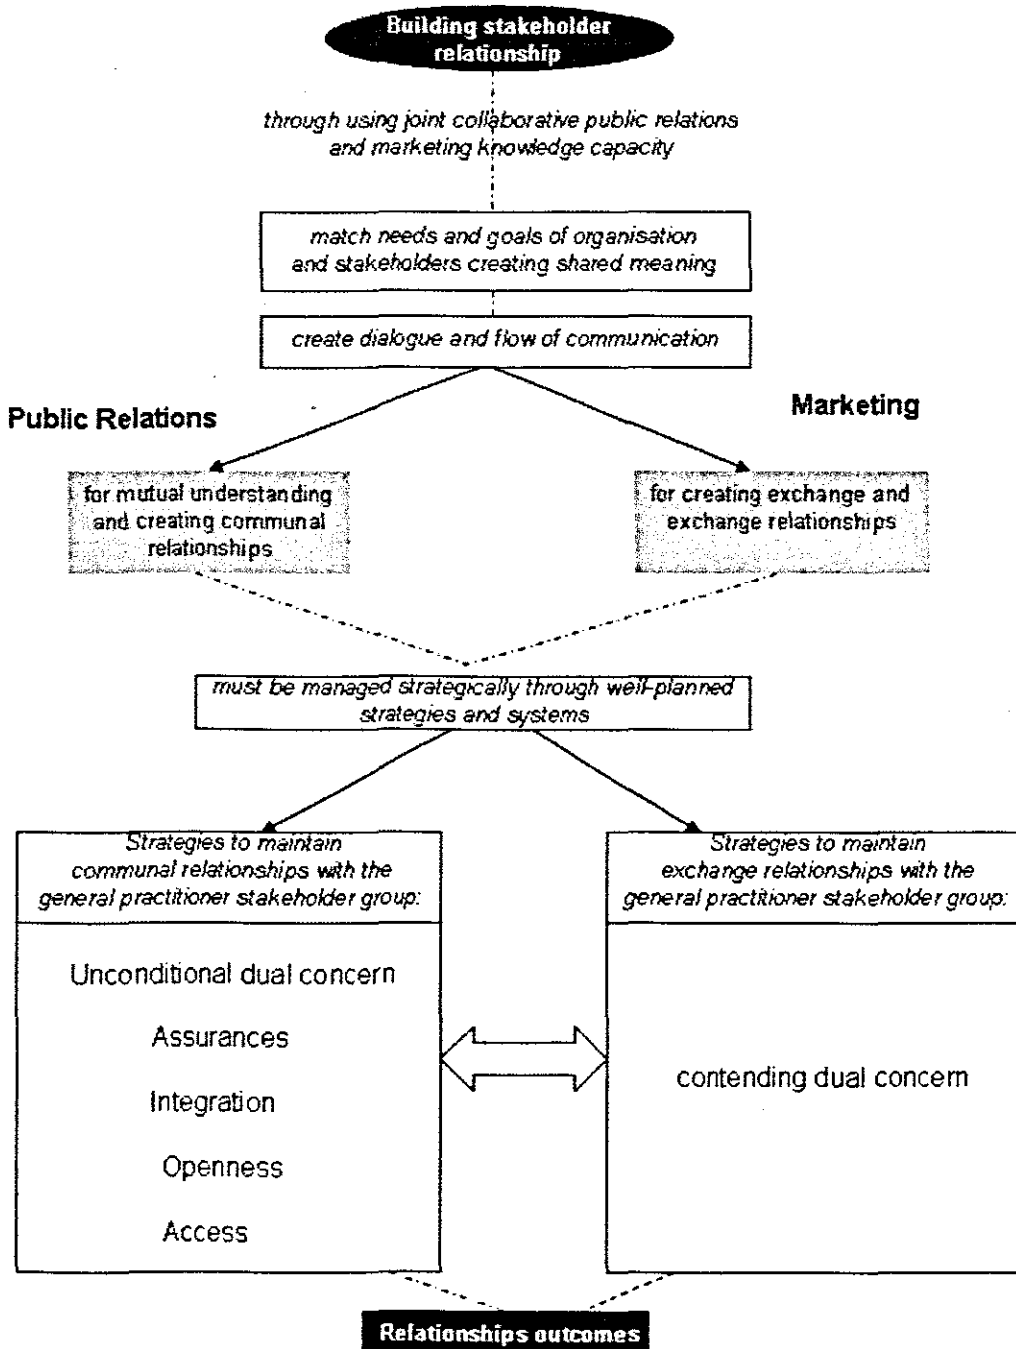 Building stakeholder
relationship
through using joint collaborative public relations
and marketing knowledge capacity
match needs and goals of organisation
and stakeholders creating shared meaning
create dialogue and flow of communication
Public Relations
Marketing
for mutual understanding
and creating communal
relationships
for creating exchange and
exchange relationships
must be managed strategically through well-planned
strategies and systems
Strategies to maintain
communal relationships with the
general practitioner stakeholder group:
Unconditional dual concern
Assurances
Integration
Openness
Access
Strategies to maintain
exchange relationships with the
general practitioner stakeholder group:
contending dual concern
Relationships outcomes